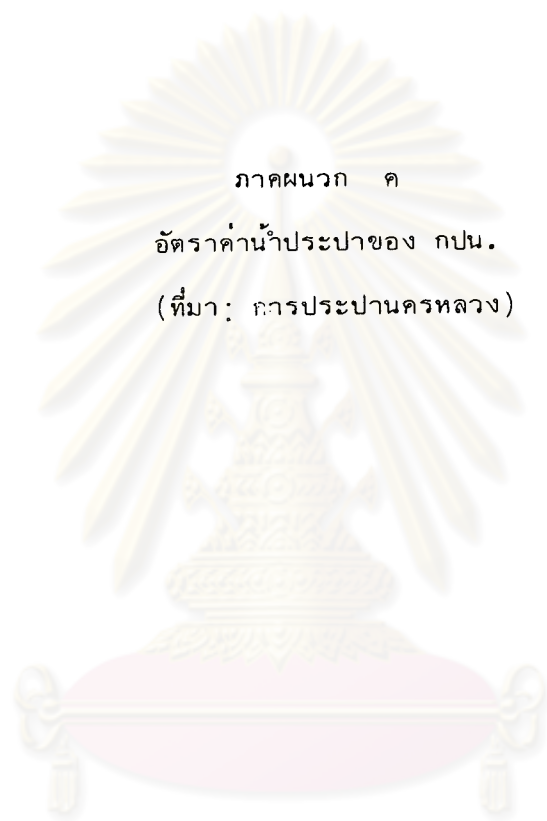 ภาคผนวก ค
อัตราค่าน้ำประปาของ กปน.
(ที่มา: การประปานครหลวง)